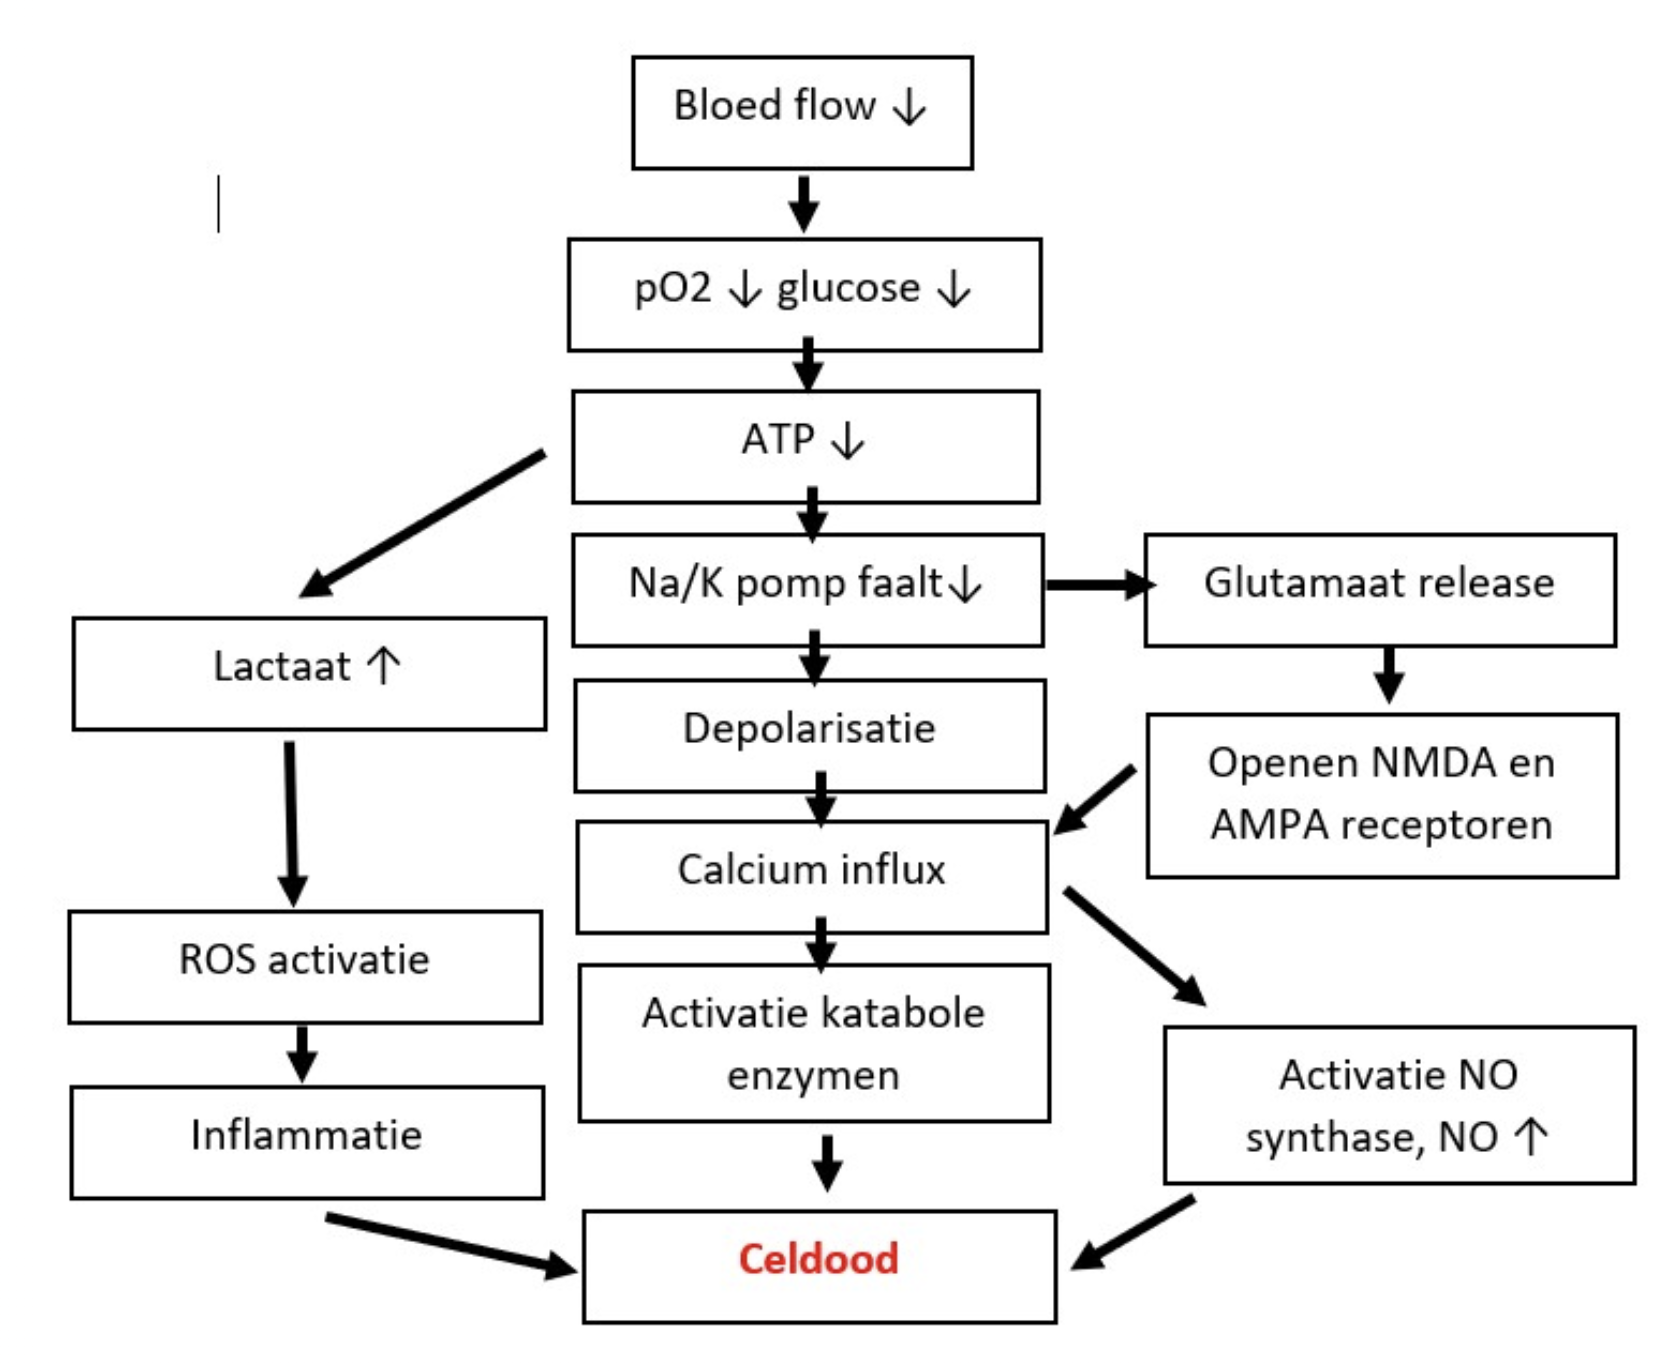 Bloed flow ↓
pO2 ↓ glucose ↓
ATP ↓
Na/K pomp faalt↓
Glutamaat release
Lactaat ↑
Depolarisatie
Openen NMDA en
AMPA receptoren
Calcium influx
ROS activatie
Activatie katabole
enzymen
Activatie NO
synthase, NO ↑
Inflammatie
Celdood